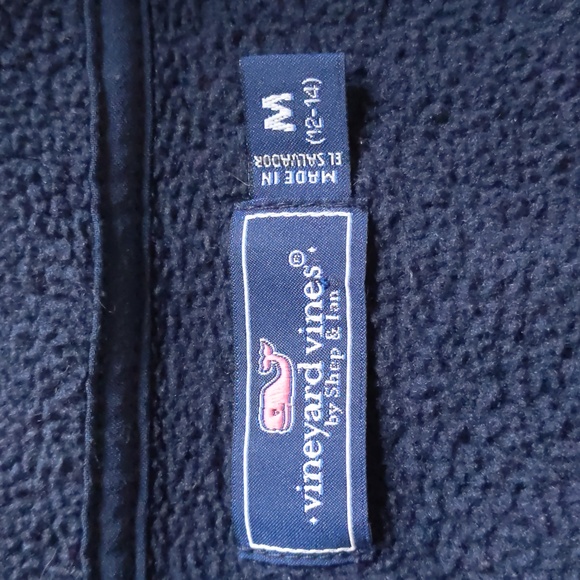 M
(12-14)
MADE IN
EL SALVADOR
·vineyard vines®·
by Shep & Ian